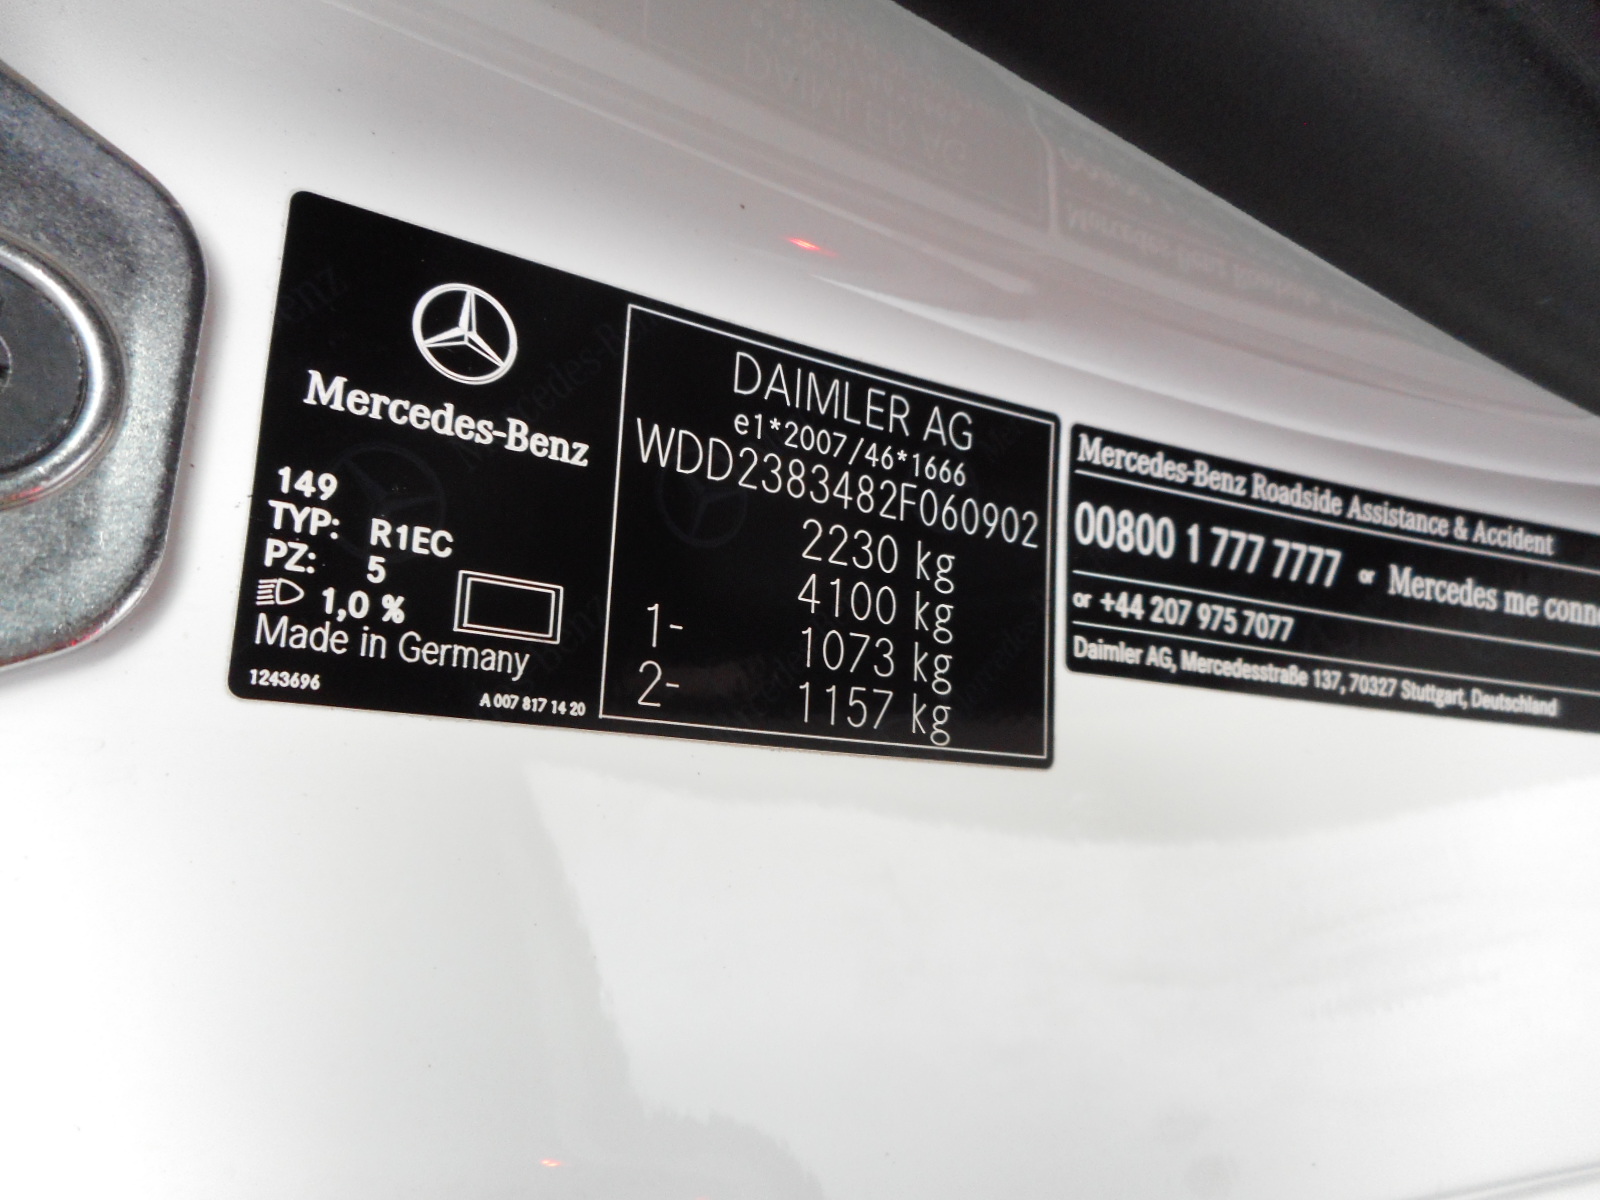 Mercedes-Benz
149
TYP: R1EC
PZ: 5
1,0 %
Made in Germany
1243696
A 007 817 14 20
DAIMLER AG
e1*2007/46*1666
WDD2383482F060902
2230 kg
4100 kg
1- 1073 kg
2- 1157 kg
Mercedes-Benz Roadside Assistance & Accident
00800 1 777 7777 or Mercedes me conne
or +44 207 975 7077
Daimler AG, Mercedesstraße 137, 70327 Stuttgart, Deutschland